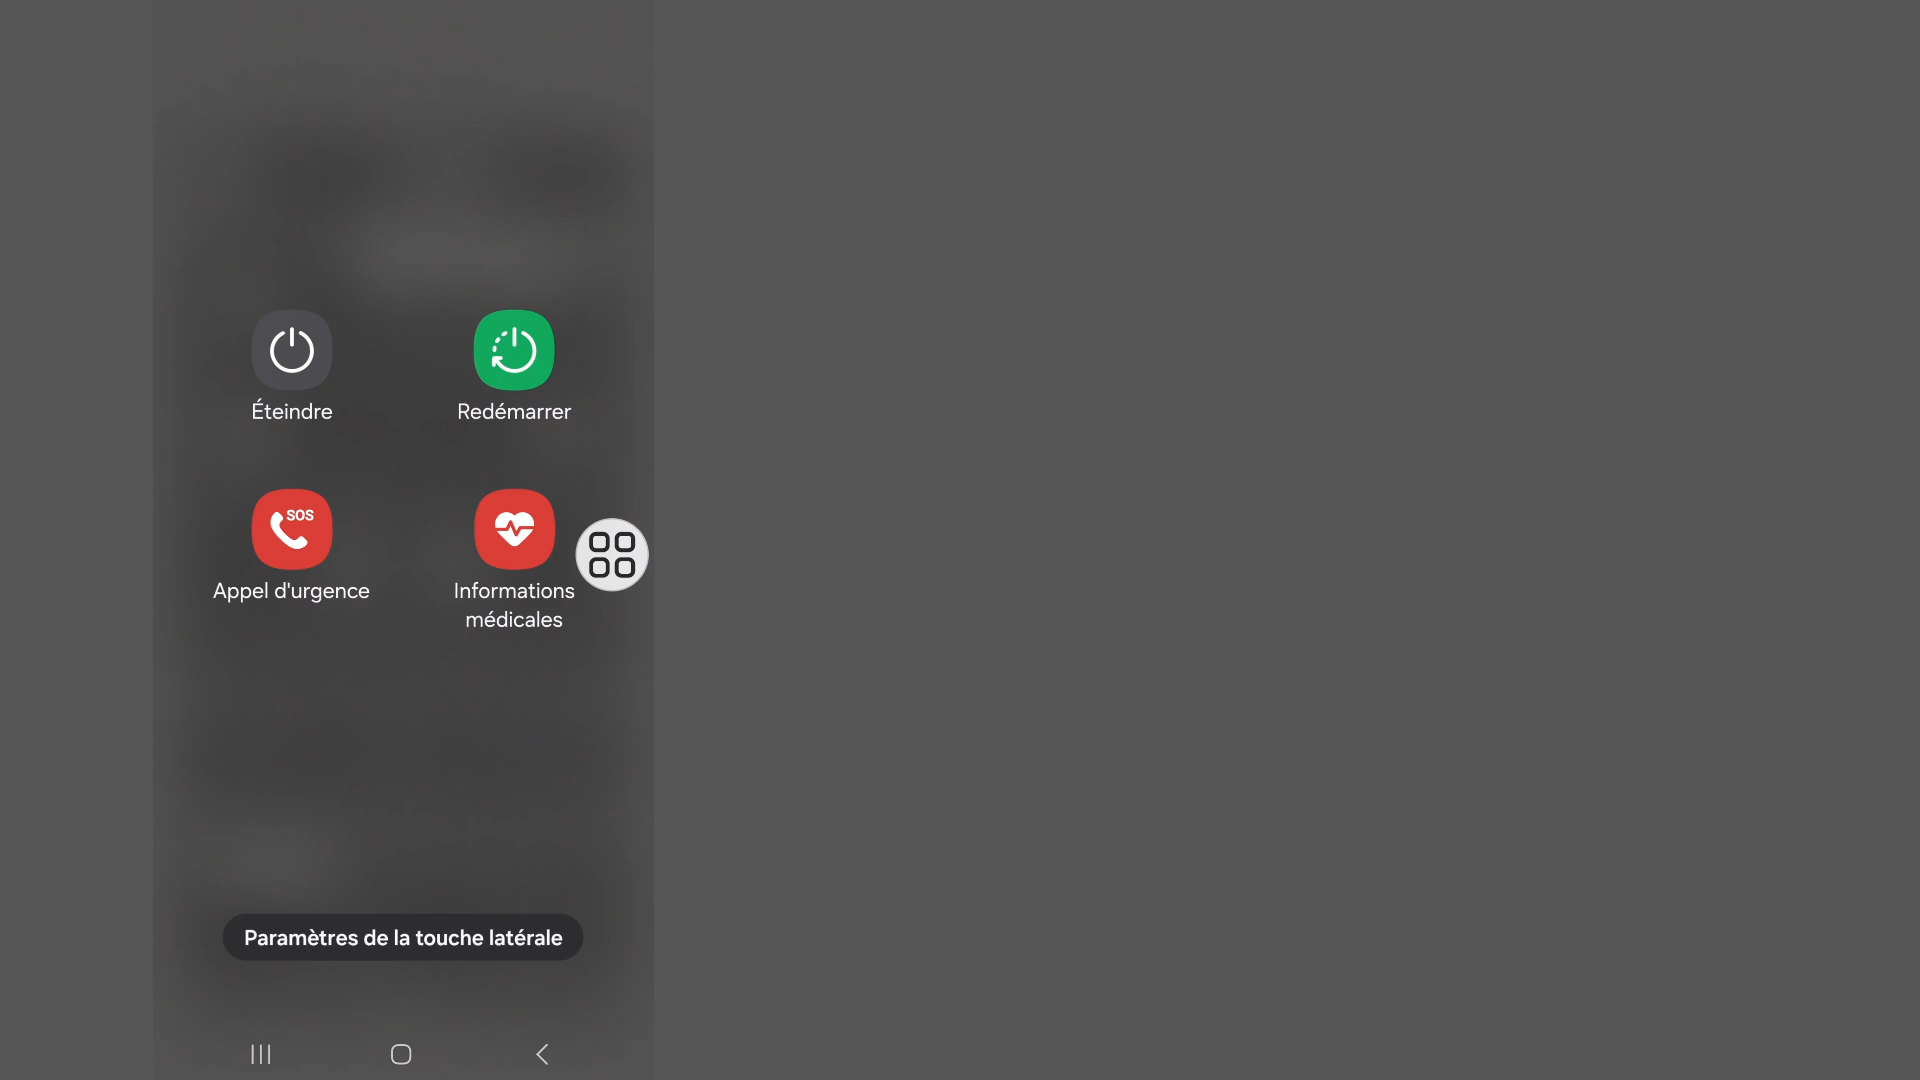 Éteindre
Redémarrer
SOS
Appel d'urgence
Informations
médicales
Paramètres de la touche latérale